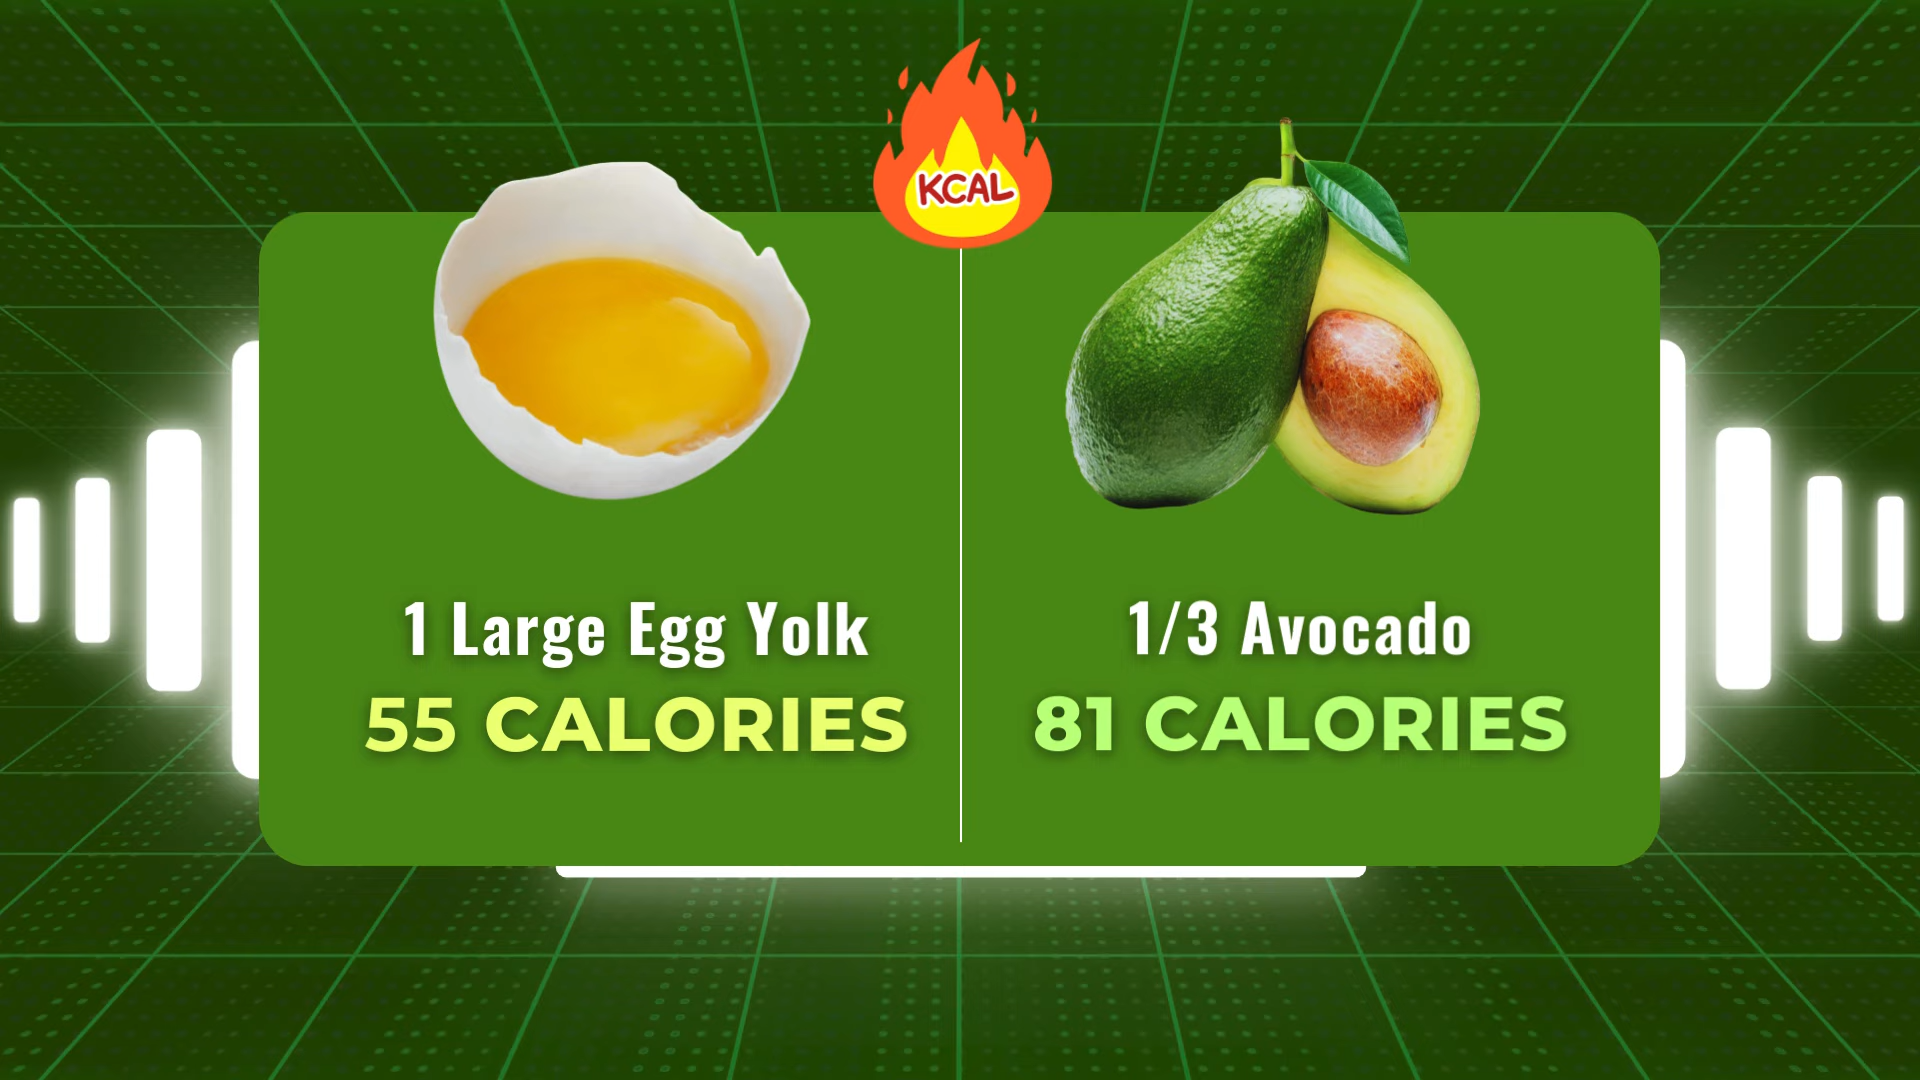 KCAL
1 Large Egg Yolk
55 CALORIES
1/3 Avocado
81 CALORIES